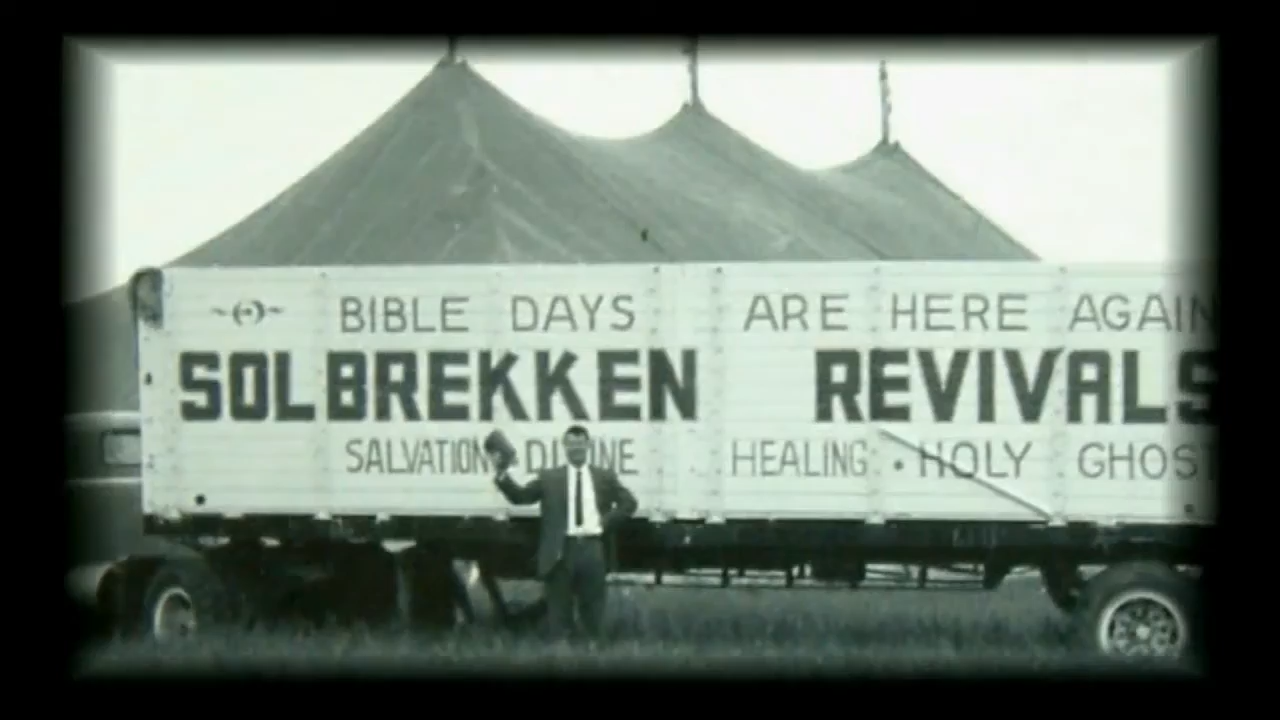 BIBLE DAYS ARE HERE AGAIN
SOLBREKKEN REVIVALS
SALVATION DIVINE HEALING • HOLY GHOST